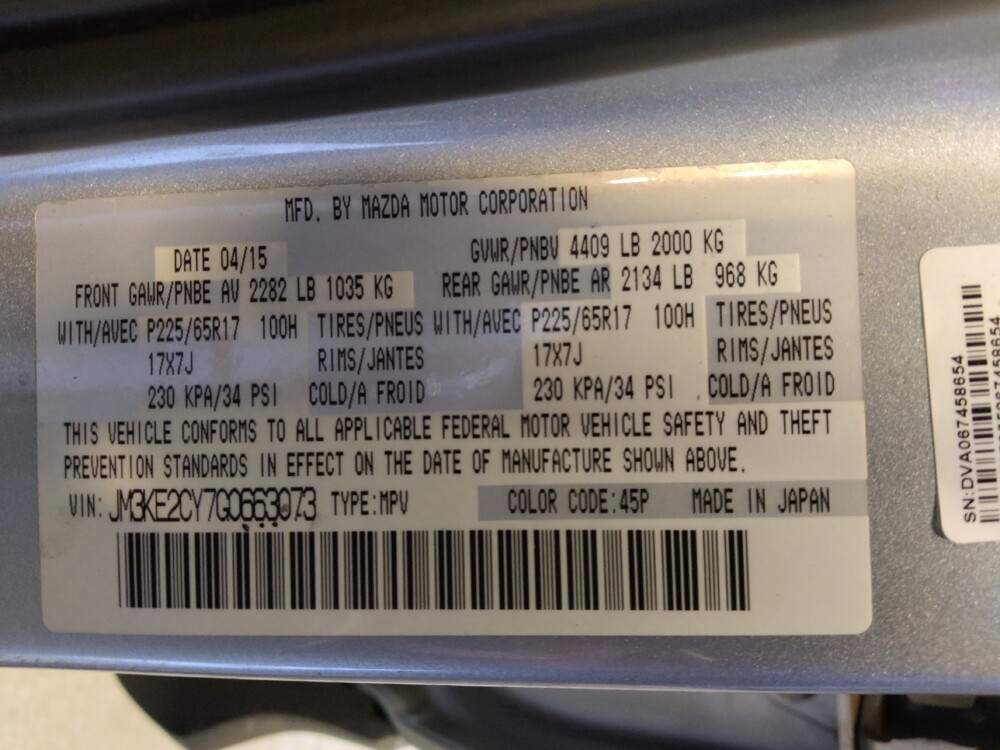 MFD. BY MAZDA MOTOR CORPORATION
DATE 04/15 GVWR/PNBV 4409 LB 2000 KG
FRONT GAWR/PNBE AV 2282 LB 1035 KG REAR GAWR/PNBE AR 2134 LB 968 KG
WITH/AVEC P225/65R17 100H TIRES/PNEUS WITH/AVEC P225/65R17 100H TIRES/PNEUS
17X7J RIMS/JANTES 17X7J RIMS/JANTES
230 KPA/34 PSI COLD/A FROID 230 KPA/34 PSI COLD/A FROID
THIS VEHICLE CONFORMS TO ALL APPLICABLE FEDERAL MOTOR VEHICLE SAFETY AND THEFT
PREVENTION STANDARDS IN EFFECT ON THE DATE OF MANUFACTURE SHOWN ABOVE.
VIN: JM3KE2CY7G0663073 TYPE:MPV COLOR CODE:45P MADE IN JAPAN
SN:DVA067458654